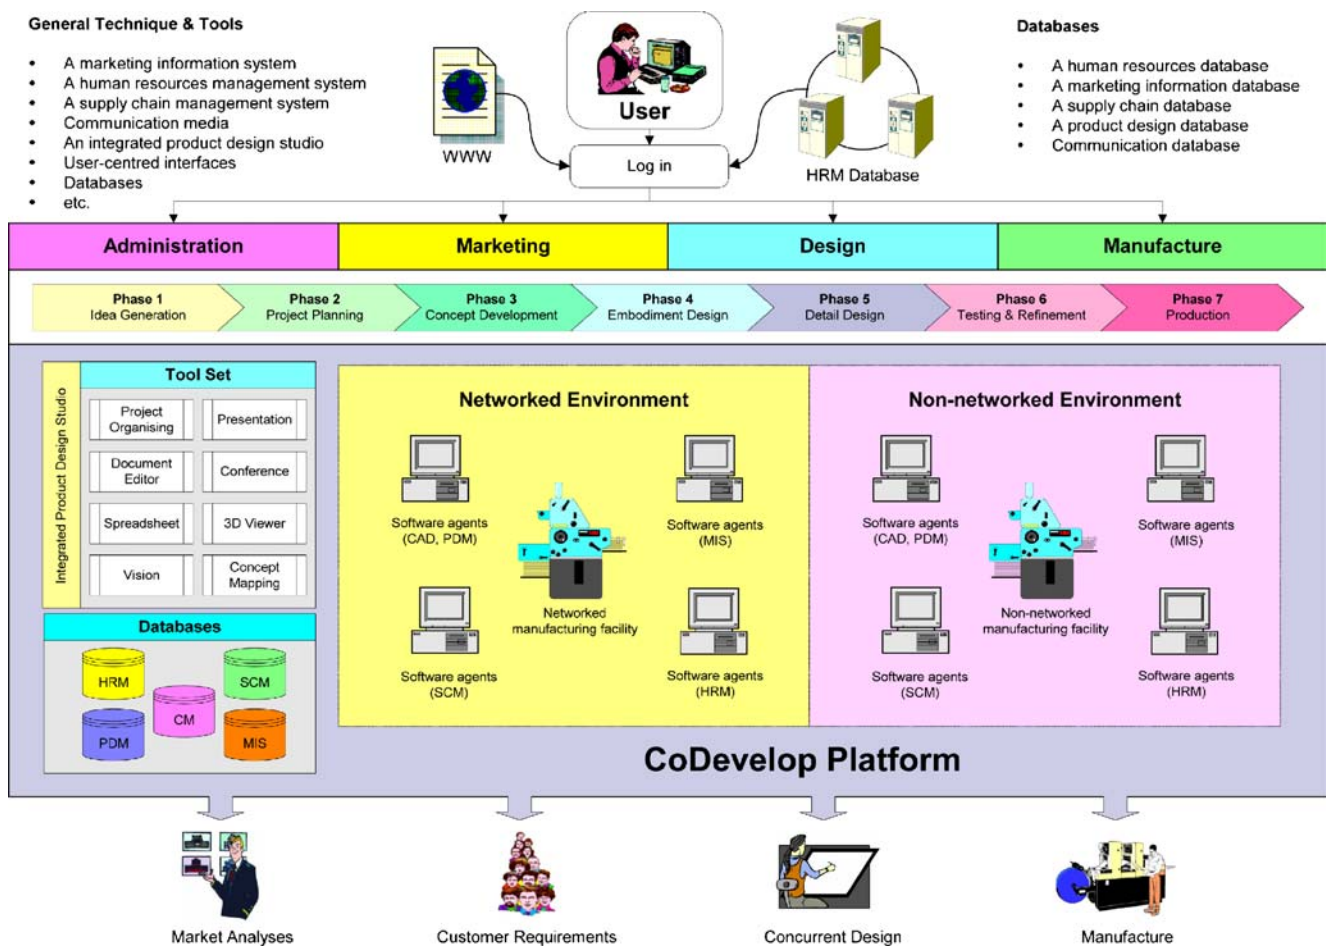 General Technique & Tools
• A marketing information system
• A human resources management system
• A supply chain management system
• Communication media
• An integrated product design studio
• User-centred interfaces
• Databases
• etc.
WWW
User
Log in
HRM Database
Databases
• A human resources database
• A marketing information database
• A supply chain database
• A product design database
• Communication database
Administration
Marketing
Design
Manufacture
Phase 1
Idea Generation
Phase 2
Project Planning
Phase 3
Concept Development
Phase 4
Embodiment Design
Phase 5
Detail Design
Phase 6
Testing & Refinement
Phase 7
Production
Integrated Product Design Studio
Tool Set
Project
Organising
Presentation
Document
Editor
Conference
Spreadsheet
3D Viewer
Vision
Concept
Mapping
Databases
HRM
SCM
CM
PDM
MIS
Networked Environment
Software agents
(CAD, PDM)
Software agents
(MIS)
Networked
manufacturing facility
Software agents
(SCM)
Software agents
(HRM)
Non-networked Environment
Software agents
(CAD, PDM)
Software agents
(MIS)
Non-networked
manufacturing facility
Software agents
(SCM)
Software agents
(HRM)
CoDevelop Platform
Market Analyses
Customer Requirements
Concurrent Design
Manufacture